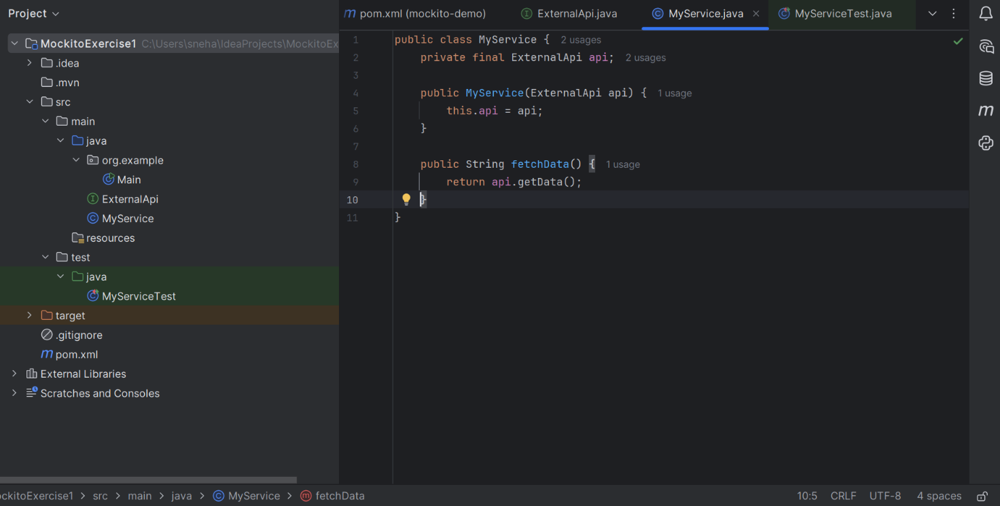 Project
MockitoExercise1 C:\Users\sneha\IdeaProjects\MockitoEx
.idea
.mvn
src
main
java
org.example
Main
ExternalApi
MyService
resources
test
java
MyServiceTest
target
.gitignore
pom.xml
External Libraries
Scratches and Consoles
pom.xml (mockito-demo) ExternalApi.java MyService.java MyServiceTest.java
1 public class MyService { 2 usages
2     private final ExternalApi api; 2 usages
3
4     public MyService(ExternalApi api) { 1 usage
5         this.api = api;
6     }
7
8     public String fetchData() { 1 usage
9         return api.getData();
10     }
11 }
ockitoExercise1 > src > main > java > MyService > fetchData
10:5 CRLF UTF-8 4 spaces